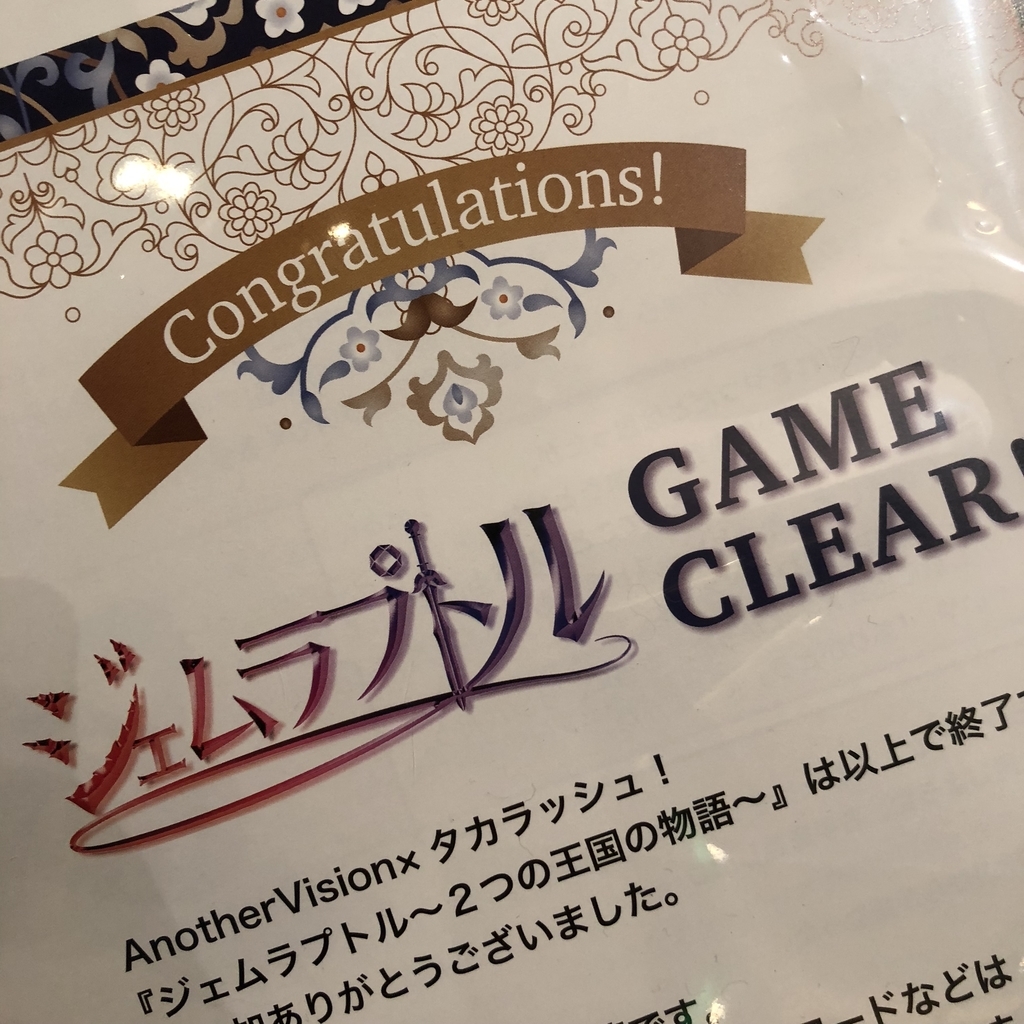 Congratulations!
GAME
CLEAR!
ジェムラプトル
AnotherVision× タカラッシュ！
『ジェムラプトル〜２つの王国の物語〜』は以上で終了
ありがとうございました。
です。
ードなどは